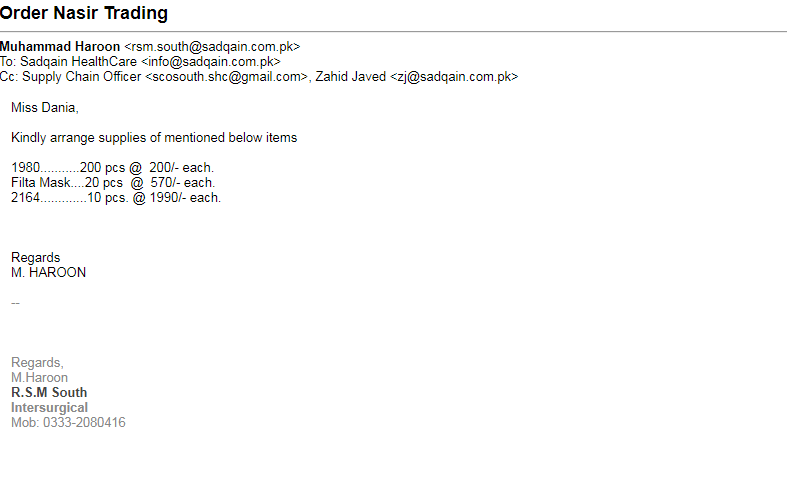 Order Nasir Trading
Muhammad Haroon <rsm.south@sadqain.com.pk>
To: Sadqain HealthCare <info@sadqain.com.pk>
Cc: Supply Chain Officer <scosouth.shc@gmail.com>, Zahid Javed <zj@sadqain.com.pk>
Miss Dania,
Kindly arrange supplies of mentioned below items
1980...........200 pcs @  200/- each.
Filta Mask....20 pcs  @  570/- each.
2164.............10 pcs. @ 1990/- each.
Regards
M. HAROON
--
Regards,
M.Haroon
R.S.M South
Intersurgical
Mob: 0333-2080416